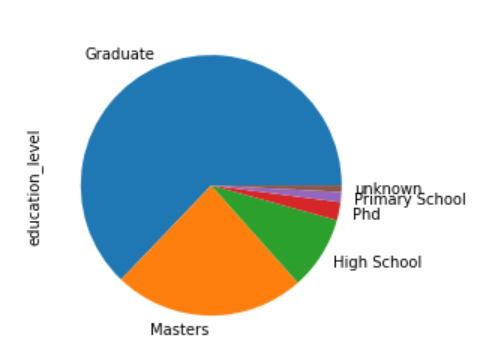 Graduate
education_level
unknown
Primary School
Phd
High School
Masters